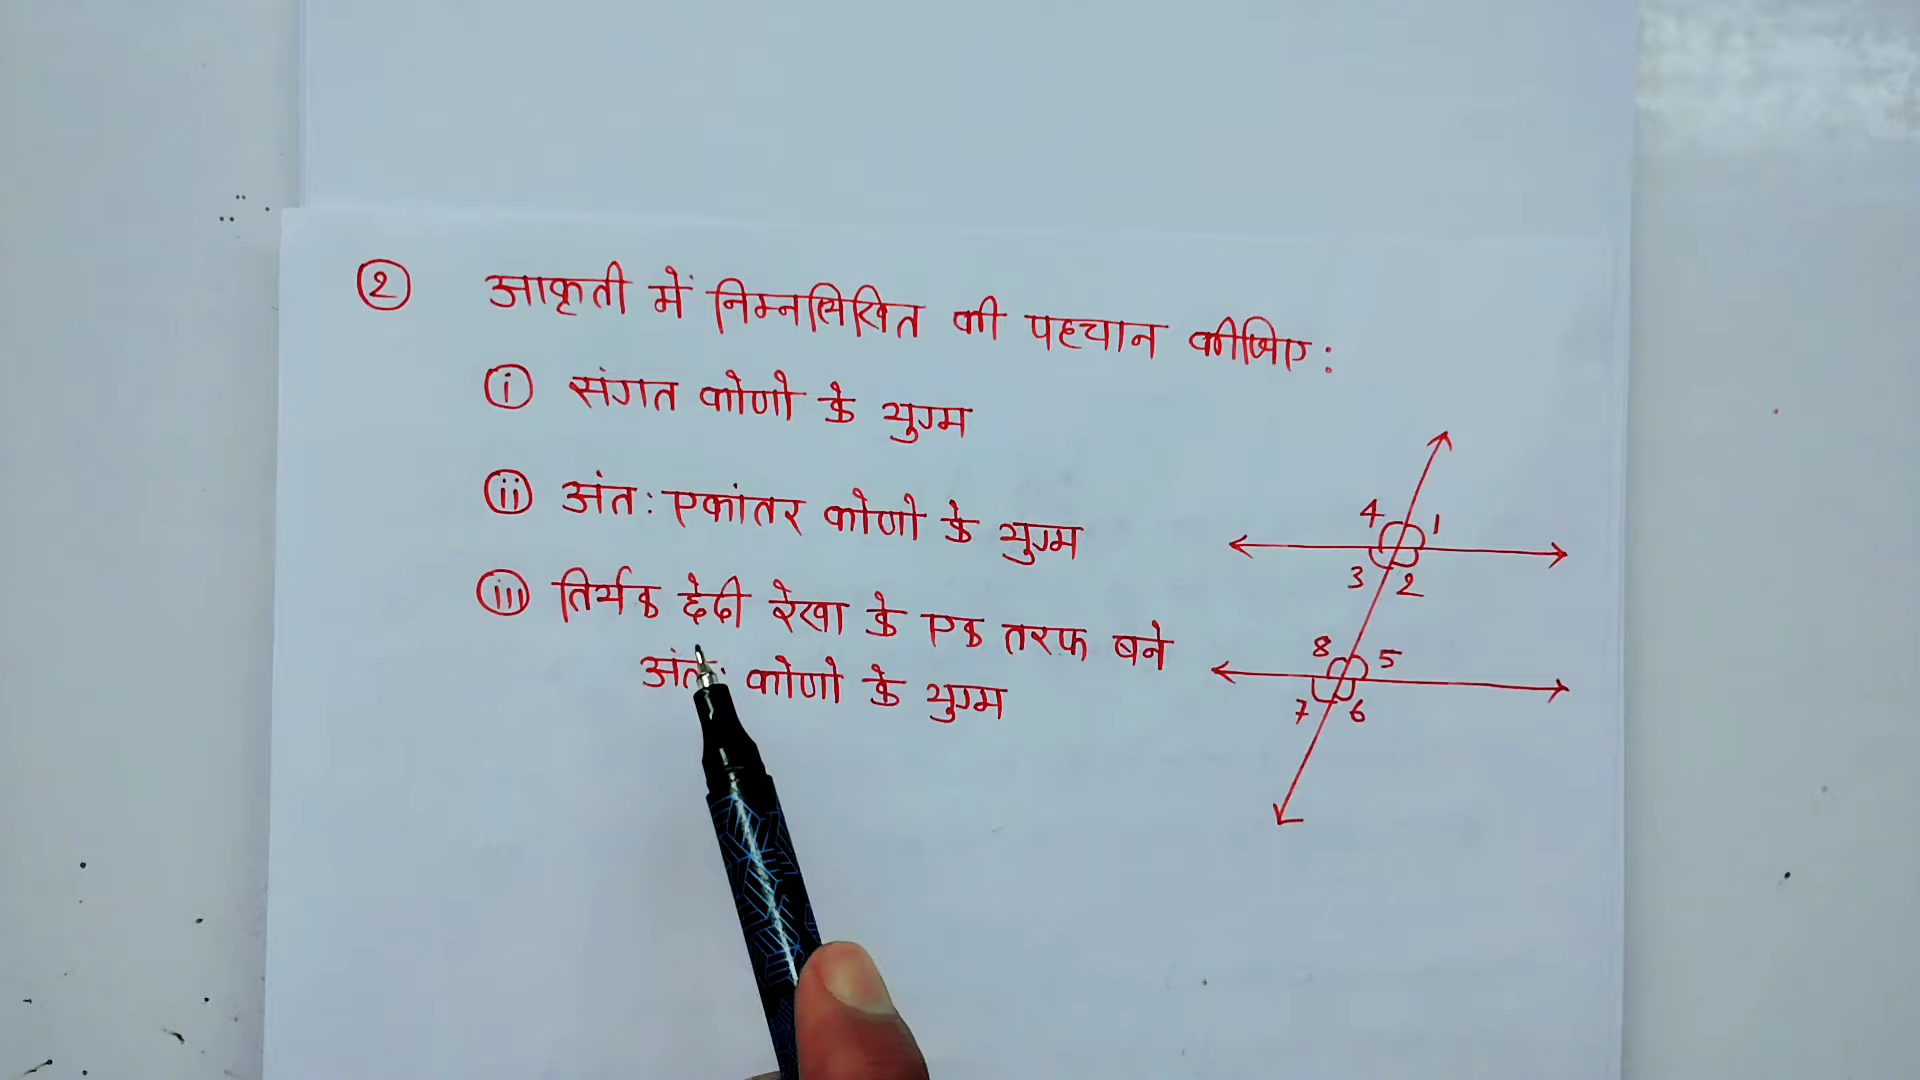 ② आकृती में निम्नलिखित की पहचान कीजिए :
ⓘ संगत कोणो के युग्म
ⓘⓘ अंतः एकांतर कोणो के युग्म
ⓘⓘⓘ तिर्यक छेदी रेखा के एक तरफ बने
अंतः कोणो के युग्म
4 1
3 2
8 5
7 6